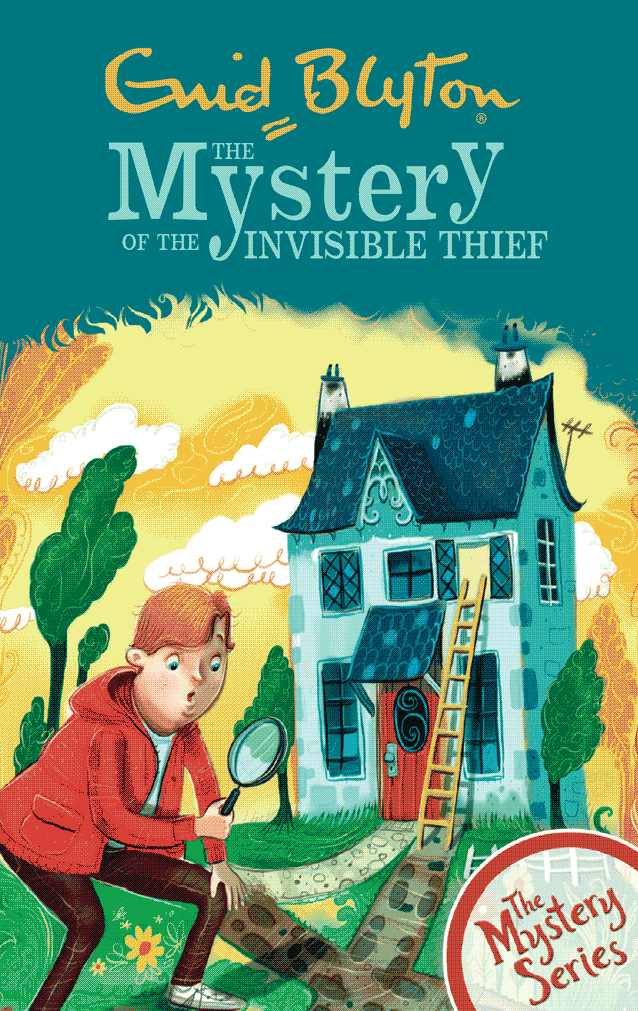 Enid Blyton®
THE
Mystery
OF THE INVISIBLE THIEF
The
Mystery
Series